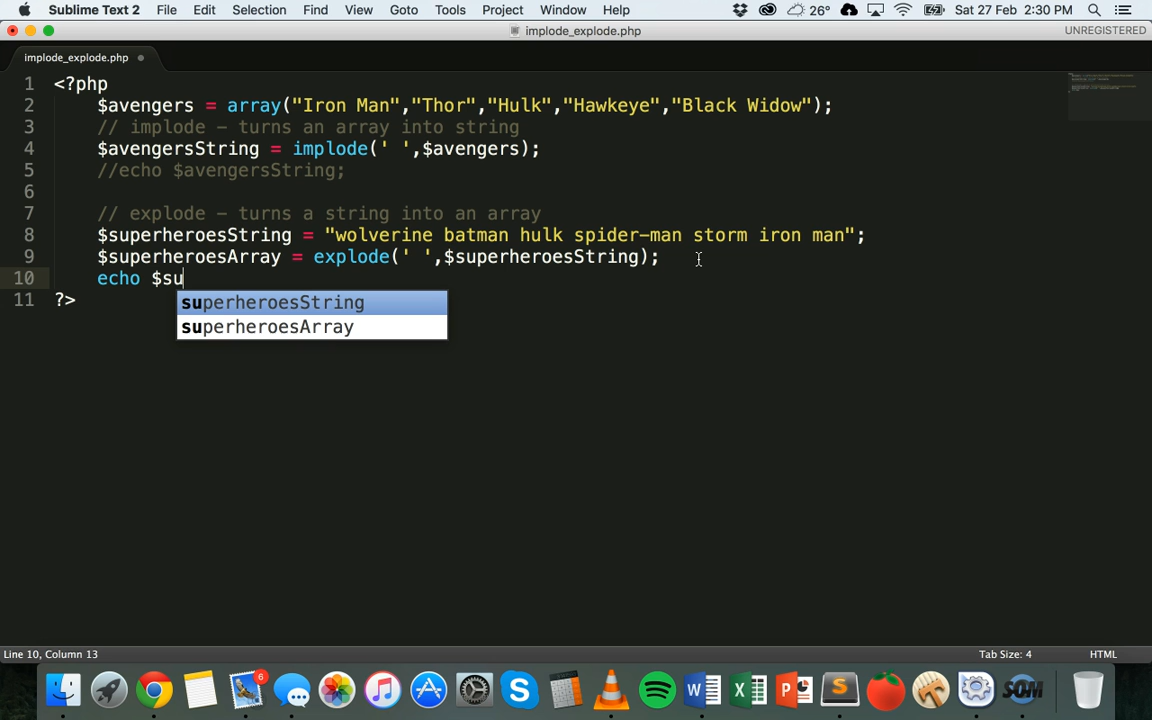 Sublime Text 2 File Edit Selection Find View Goto Tools Project Window Help 26° Sat 27 Feb 2:30 PM
implode_explode.php UNREGISTERED
implode_explode.php
1 <?php
2 $avengers = array("Iron Man","Thor","Hulk","Hawkeye","Black Widow");
3 // implode – turns an array into string
4 $avengersString = implode(' ',$avengers);
5 //echo $avengersString;
6
7 // explode – turns a string into an array
8 $superheroesString = "wolverine batman hulk spider-man storm iron man";
9 $superheroesArray = explode(' ',$superheroesString);
10 echo $su
superheroesString
11 ?>
superheroesArray
Line 10, Column 13 Tab Size: 4 HTML
6
S W X P S SOM